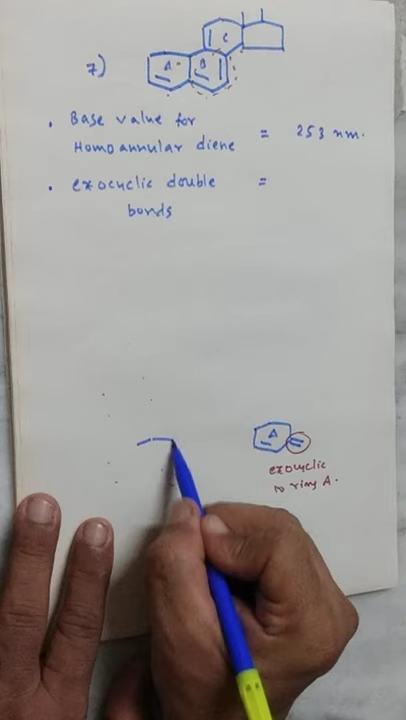 7)
C
A B
• Base value for
Homoannular diene = 253 nm.
• exocyclic double =
bonds
A
exocyclic
to ring A.